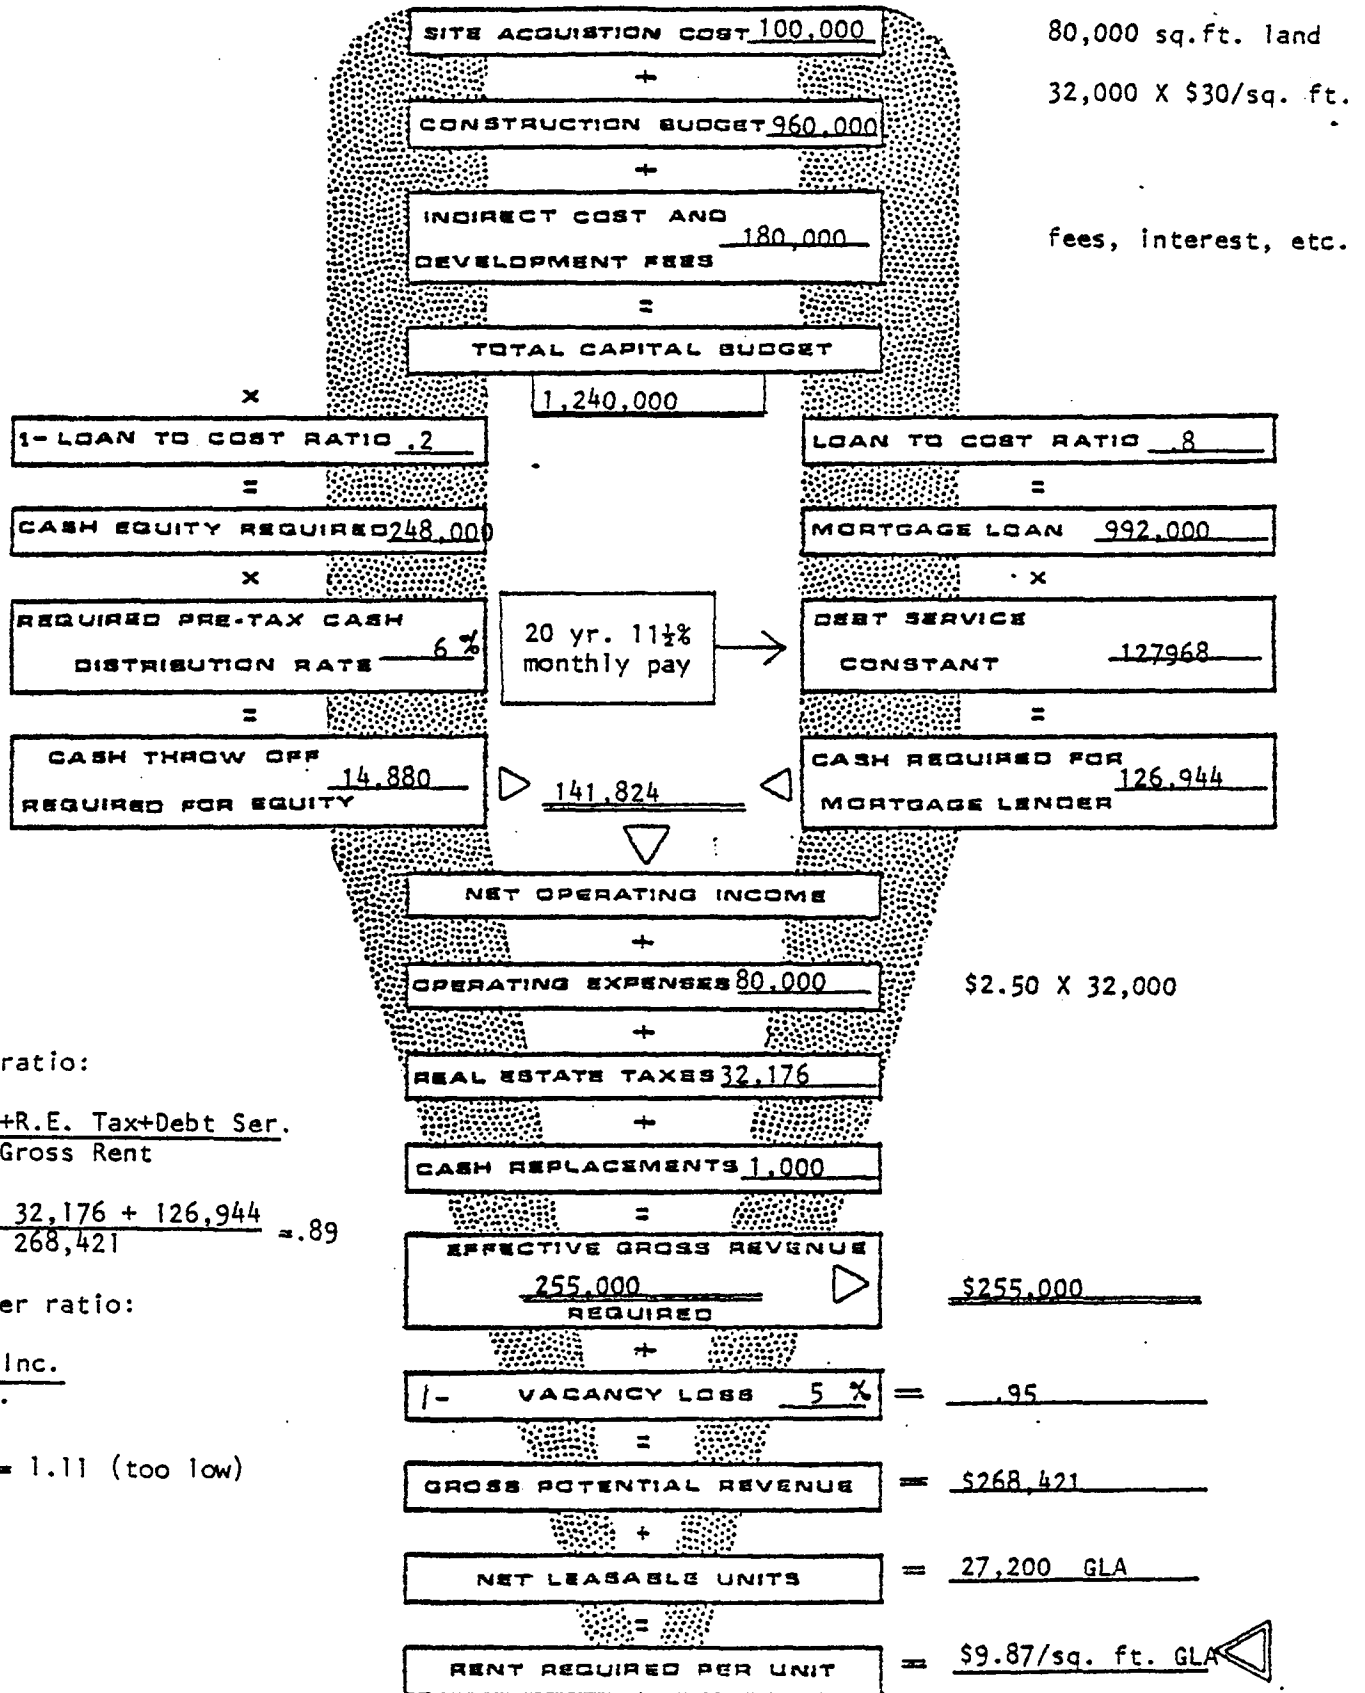 SITE ACQUISTION COST 100,000
80,000 sq.ft. land
+
32,000 X $30/sq. ft.
CONSTRUCTION BUDGET 960,000
+
INDIRECT COST AND
DEVELOPMENT FEES 180,000
fees, interest, etc.
=
TOTAL CAPITAL BUDGET
1,240,000
x
1- LOAN TO COST RATIO .2
LOAN TO COST RATIO .8
=
=
CASH EQUITY REQUIRED 248,000
MORTGAGE LOAN 992,000
x
x
REQUIRED PRE-TAX CASH
DISTRIBUTION RATE 6 %
20 yr. 11½%
monthly pay
DEBT SERVICE
CONSTANT 127968
=
=
CASH THROW OFF
REQUIRED FOR EQUITY 14,880
141,824
CASH REQUIRED FOR
MORTGAGE LENDER 126,944
NET OPERATING INCOME
+
OPERATING EXPENSES 80,000
$2.50 X 32,000
+
REAL ESTATE TAXES 32,176
+
CASH REPLACEMENTS 1,000
=
ratio:
+R.E. Tax+Debt Ser.
Gross Rent
32,176 + 126,944
268,421
=.89
EFFECTIVE GROSS REVENUE
255,000
REQUIRED
$255,000
er ratio:
Inc.
.
= 1.11 (too low)
÷
1- VACANCY LOSS 5 % = .95
=
GROSS POTENTIAL REVENUE = $268,421
÷
NET LEASABLE UNITS = 27,200 GLA
=
RENT REQUIRED PER UNIT = $9.87/sq. ft. GLA